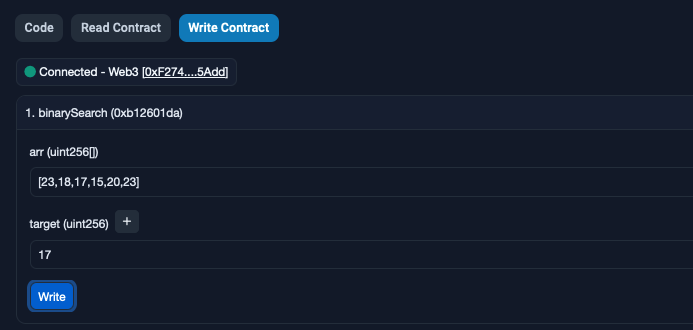 Code Read Contract Write Contract
Connected - Web3 [0xF274....5Add]
1. binarySearch (0xb12601da)
arr (uint256[])
[23,18,17,15,20,23]
target (uint256) +
17
Write